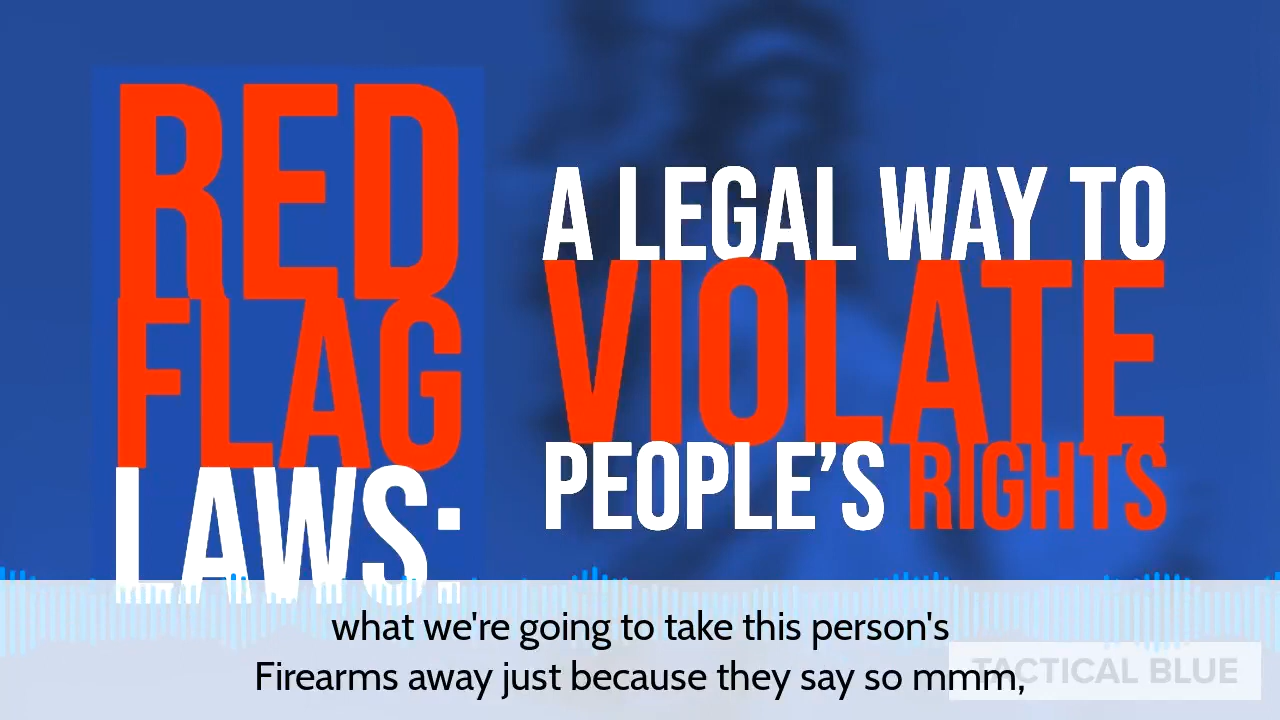 RED
FLAG
LAWS:
A LEGAL WAY TO
VIOLATE
PEOPLE'S RIGHTS
what we're going to take this person's
Firearms away just because they say so mmm,
TACTICAL BLUE